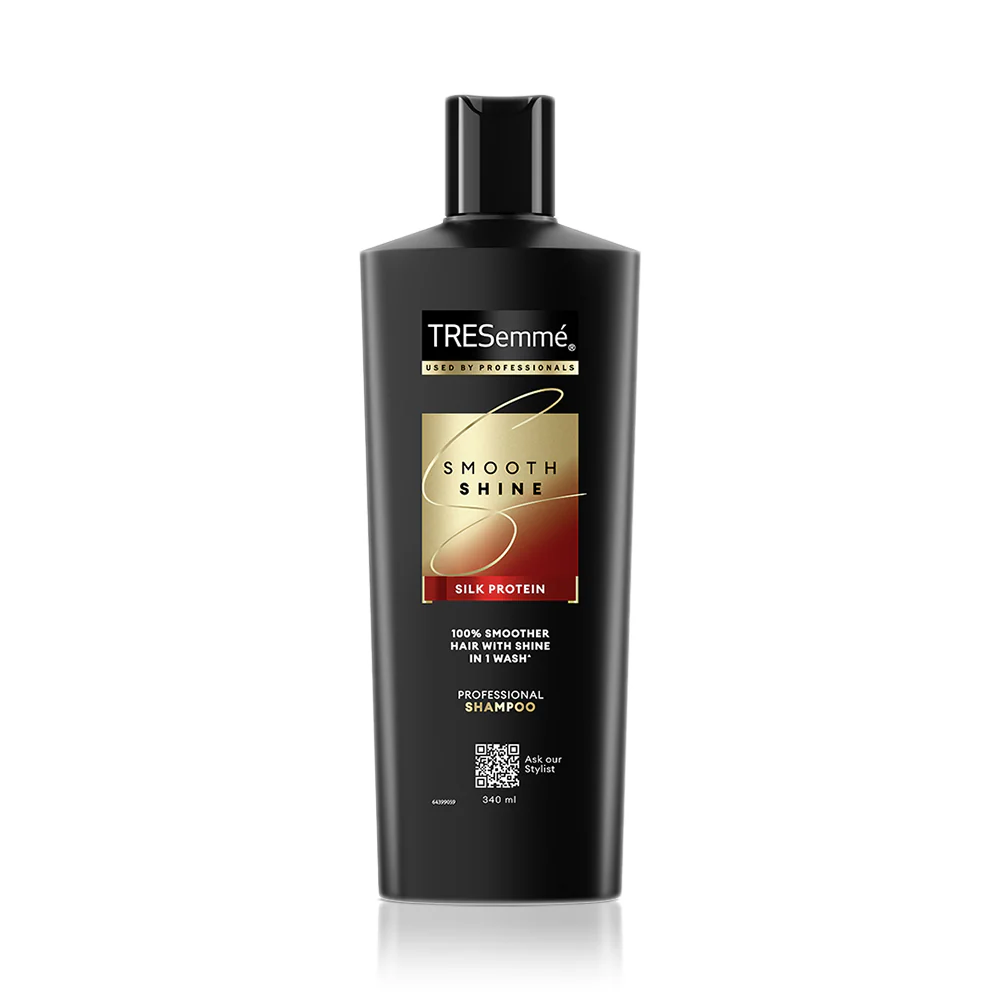 TRESemmé®
USED BY PROFESSIONALS
SMOOTH
SHINE
SILK PROTEIN
100% SMOOTHER
HAIR WITH SHINE
IN 1 WASH*
PROFESSIONAL
SHAMPOO
Ask our
Stylist
64399059
340 ml